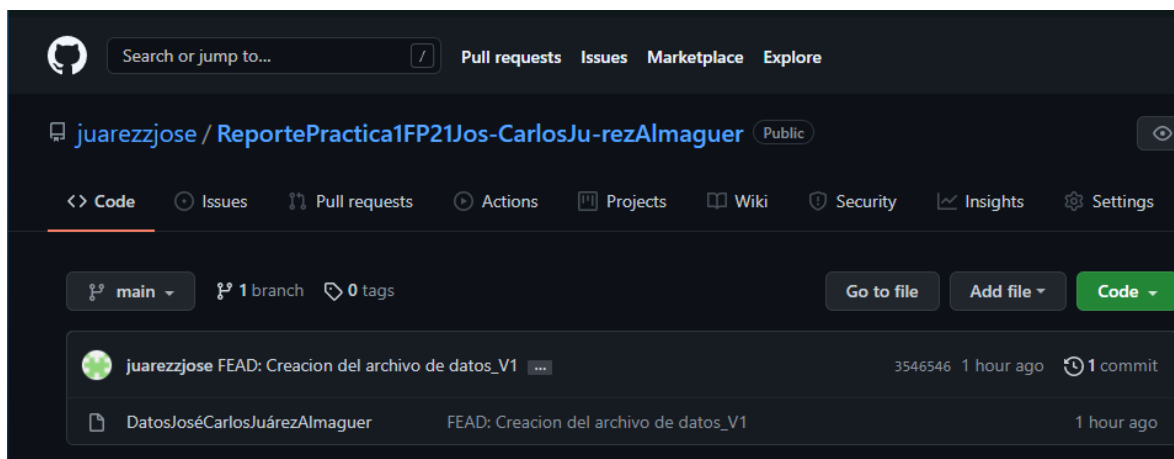 Search or jump to... / Pull requests Issues Marketplace Explore
juarezzjose / ReportePractica1FP21Jos-CarlosJu-rezAlmaguer Public
<> Code Issues Pull requests Actions Projects Wiki Security Insights Settings
main 1 branch 0 tags Go to file Add file Code
juarezzjose FEAD: Creacion del archivo de datos_V1 ... 3546546 1 hour ago 1 commit
DatosJoséCarlosJuárezAlmaguer FEAD: Creacion del archivo de datos_V1 1 hour ago